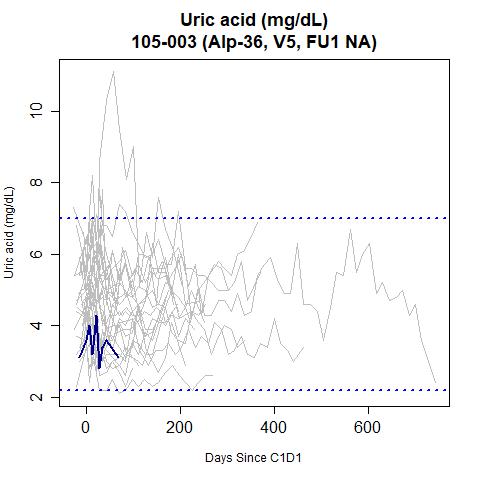 Uric acid (mg/dL)
105-003 (Alp-36, V5, FU1 NA)
Uric acid (mg/dL)
10
8
6
4
2
0
200
400
600
Days Since C1D1